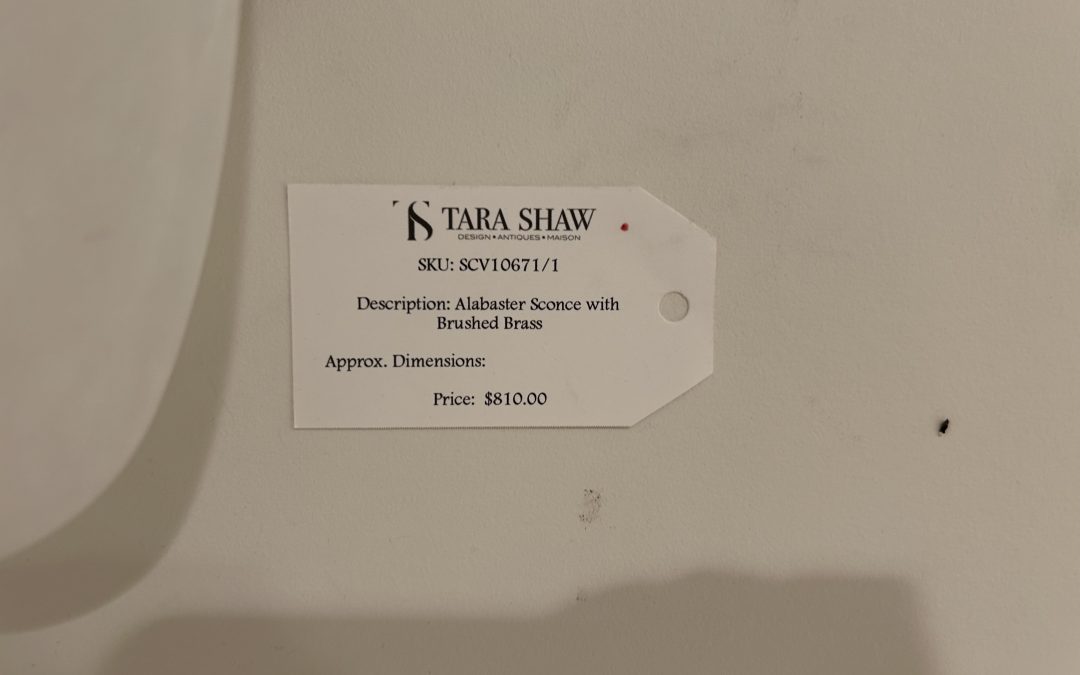 TS TARA SHAW
DESIGN • ANTIQUES • MAISON
SKU: SCV10671/1
Description: Alabaster Sconce with
Brushed Brass
Approx. Dimensions:
Price: $810.00